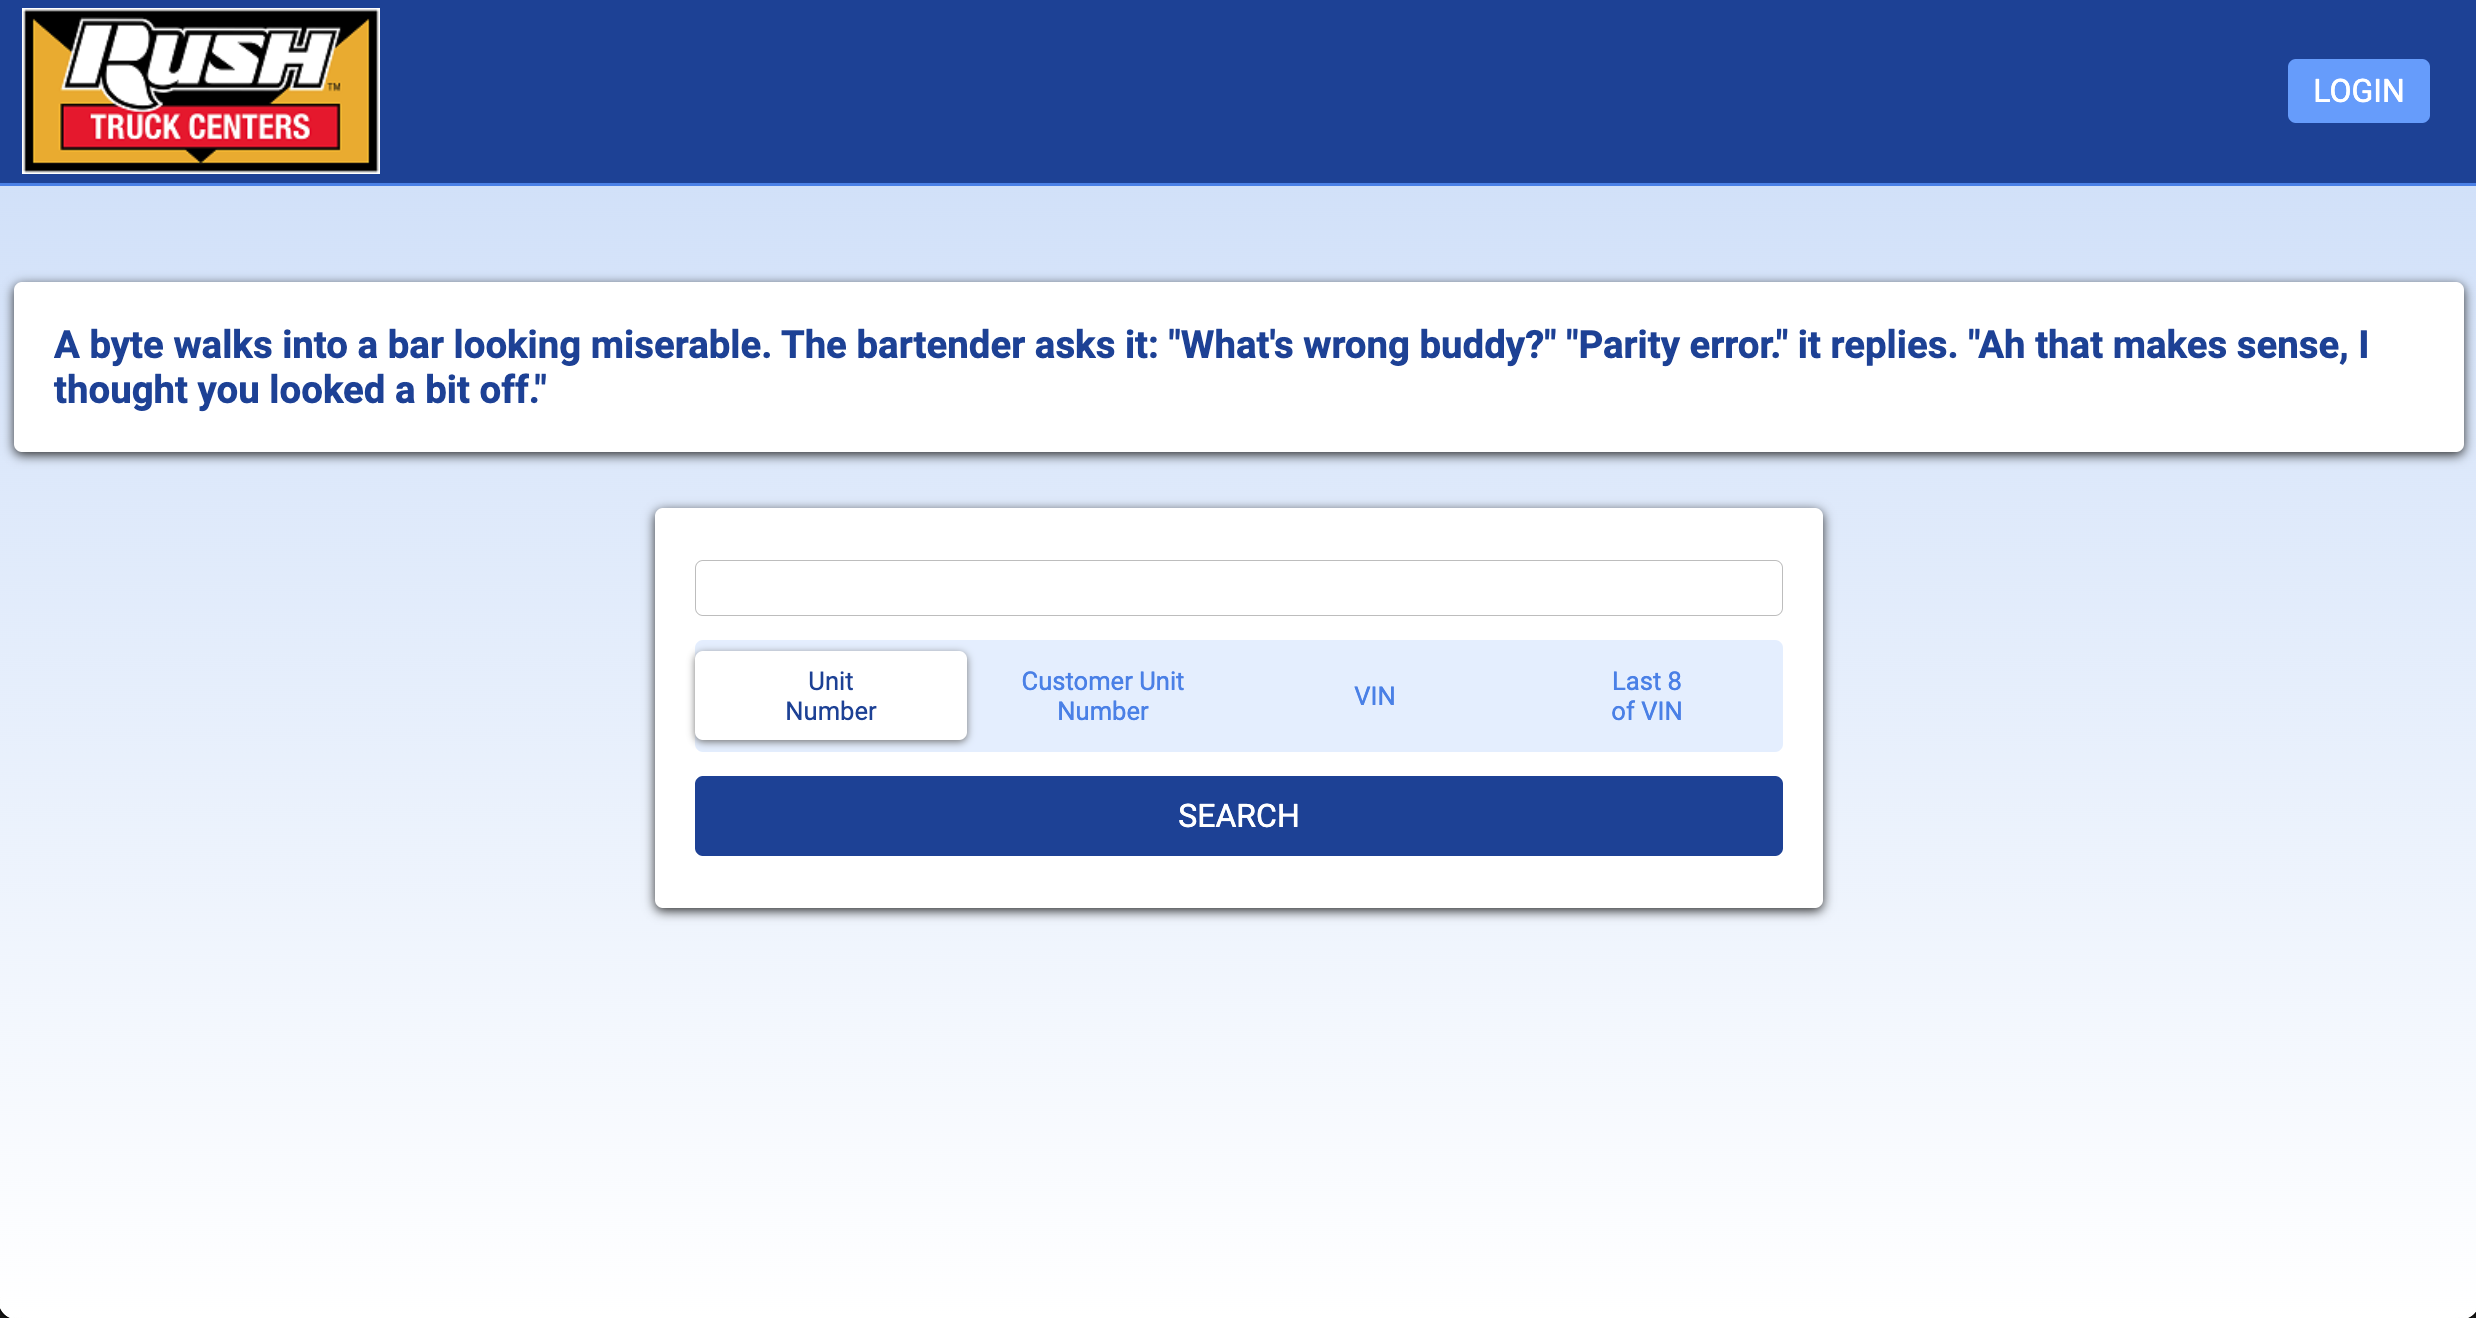 RUSH
TM
TRUCK CENTERS
LOGIN
A byte walks into a bar looking miserable. The bartender asks it: "What's wrong buddy?" "Parity error." it replies. "Ah that makes sense, I
thought you looked a bit off."
Unit
Number
Customer Unit
Number
VIN
Last 8
of VIN
SEARCH